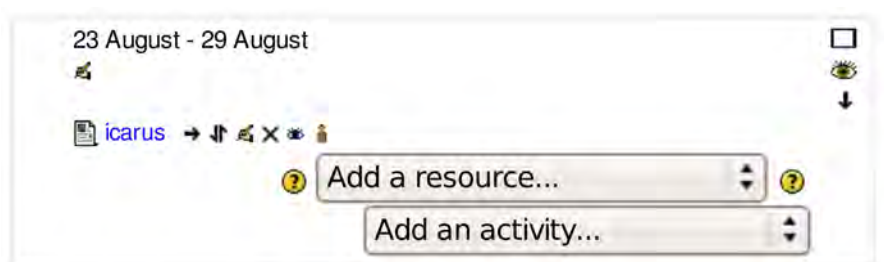 23 August - 29 August
icarus
Add a resource...
Add an activity...